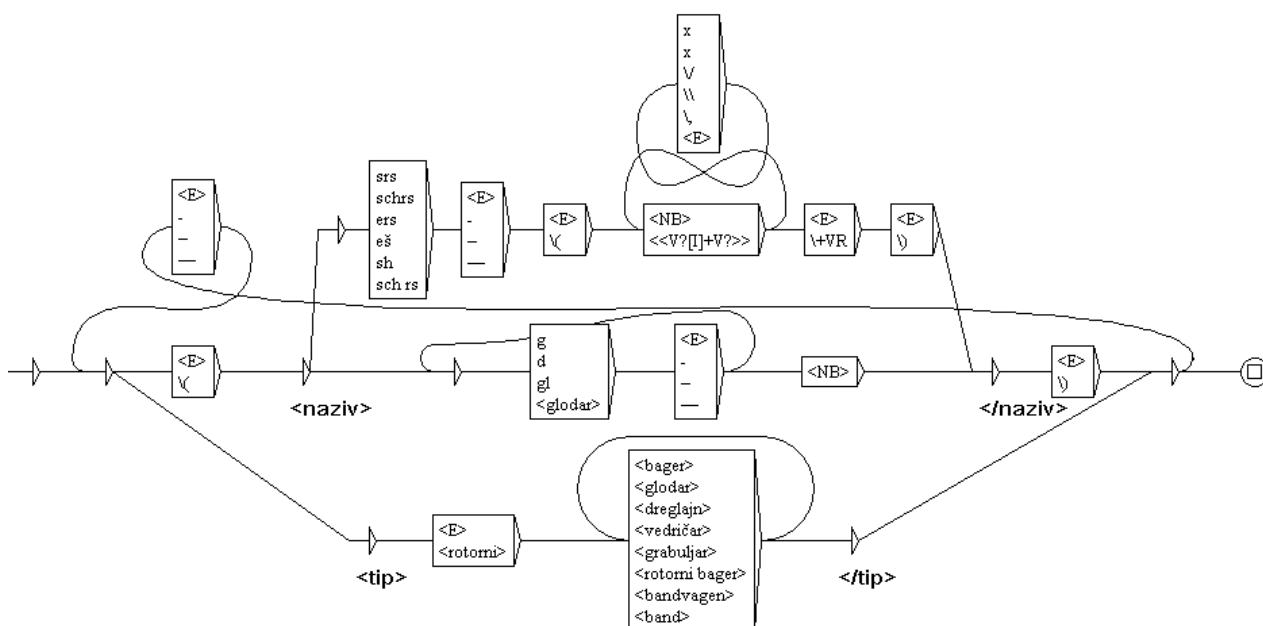 x
x
\/
\\
\,
<E>
<E>
-
–
—
srs
schrs
ers
eš
sh
sch rs
<E>
-
–
—
<E>
\(
<NB>
<<V?[I]+V?>>
<E>
\+VR
<E>
\)
<E>
\(
<naziv>
g
d
gl
<glodar>
<E>
-
–
—
<NB>
</naziv>
<E>
\)
<tip>
<E>
<rotorni>
<bager>
<glodar>
<dreglajn>
<vedričar>
<grabuljar>
<rotorni bager>
<bandvagen>
<band>
</tip>